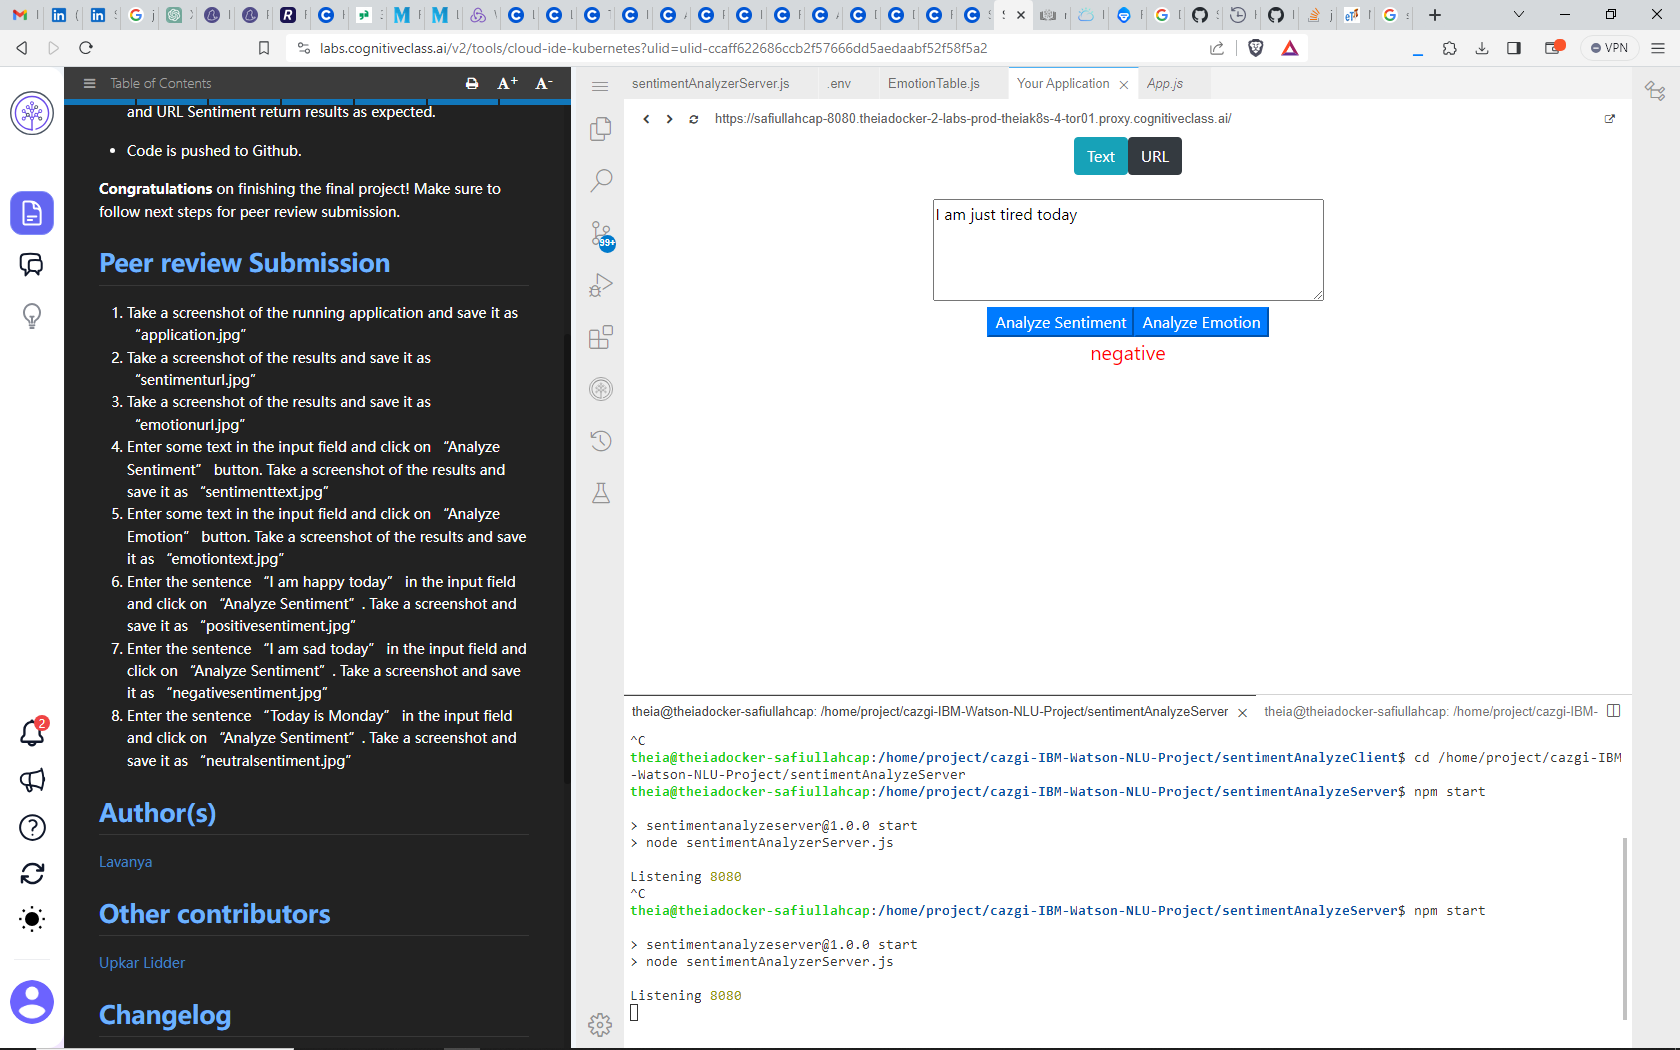 labs.cognitiveclass.ai/v2/tools/cloud-ide-kubernetes?ulid=ulid-ccaff622686ccb2f57666dd5aedaabf52f58f5a2
VPN
Table of Contents
A+
A-
and URL Sentiment return results as expected.
• Code is pushed to Github.
Congratulations on finishing the final project! Make sure to
follow next steps for peer review submission.
Peer review Submission
1. Take a screenshot of the running application and save it as
“application.jpg”
2. Take a screenshot of the results and save it as
“sentimenturl.jpg”
3. Take a screenshot of the results and save it as
“emotionurl.jpg”
4. Enter some text in the input field and click on “Analyze
Sentiment” button. Take a screenshot of the results and
save it as “sentimenttext.jpg”
5. Enter some text in the input field and click on “Analyze
Emotion” button. Take a screenshot of the results and save
it as “emotiontext.jpg”
6. Enter the sentence “I am happy today” in the input field
and click on “Analyze Sentiment” . Take a screenshot and
save it as “positivesentiment.jpg”
7. Enter the sentence “I am sad today” in the input field and
click on “Analyze Sentiment” . Take a screenshot and save
it as “negativesentiment.jpg”
8. Enter the sentence “Today is Monday” in the input field
and click on “Analyze Sentiment” . Take a screenshot and
save it as “neutralsentiment.jpg”
Author(s)
Lavanya
Other contributors
Upkar Lidder
Changelog
2
39+
sentimentAnalyzerServer.js
.env
EmotionTable.js
Your Application
App.js
https://safiullahcap-8080.theiadocker-2-labs-prod-theiak8s-4-tor01.proxy.cognitiveclass.ai/
Text
URL
I am just tired today
Analyze Sentiment
Analyze Emotion
negative
theia@theiadocker-safiullahcap: /home/project/cazgi-IBM-Watson-NLU-Project/sentimentAnalyzeServer
theia@theiadocker-safiullahcap: /home/project/cazgi-IBM-
^C
theia@theiadocker-safiullahcap:/home/project/cazgi-IBM-Watson-NLU-Project/sentimentAnalyzeClient$ cd /home/project/cazgi-IBM
-Watson-NLU-Project/sentimentAnalyzeServer
theia@theiadocker-safiullahcap:/home/project/cazgi-IBM-Watson-NLU-Project/sentimentAnalyzeServer$ npm start
> sentimentanalyzeserver@1.0.0 start
> node sentimentAnalyzerServer.js
Listening 8080
^C
theia@theiadocker-safiullahcap:/home/project/cazgi-IBM-Watson-NLU-Project/sentimentAnalyzeServer$ npm start
> sentimentanalyzeserver@1.0.0 start
> node sentimentAnalyzerServer.js
Listening 8080